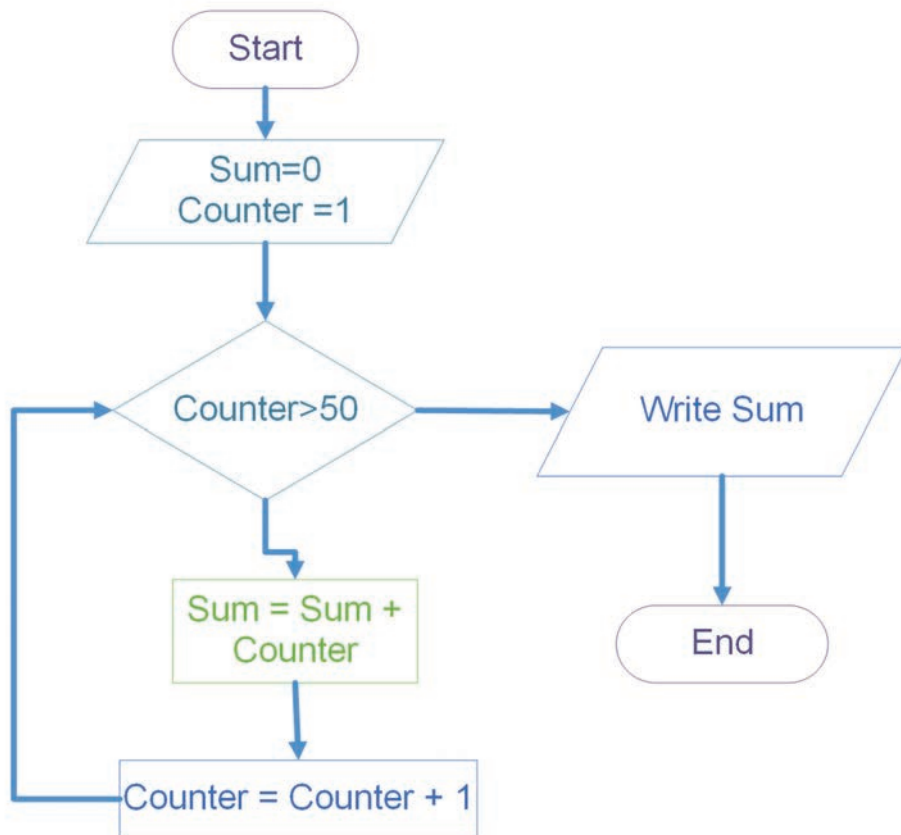 Start
Sum=0
Counter =1
Counter>50
Write Sum
Sum = Sum +
Counter
End
Counter = Counter + 1